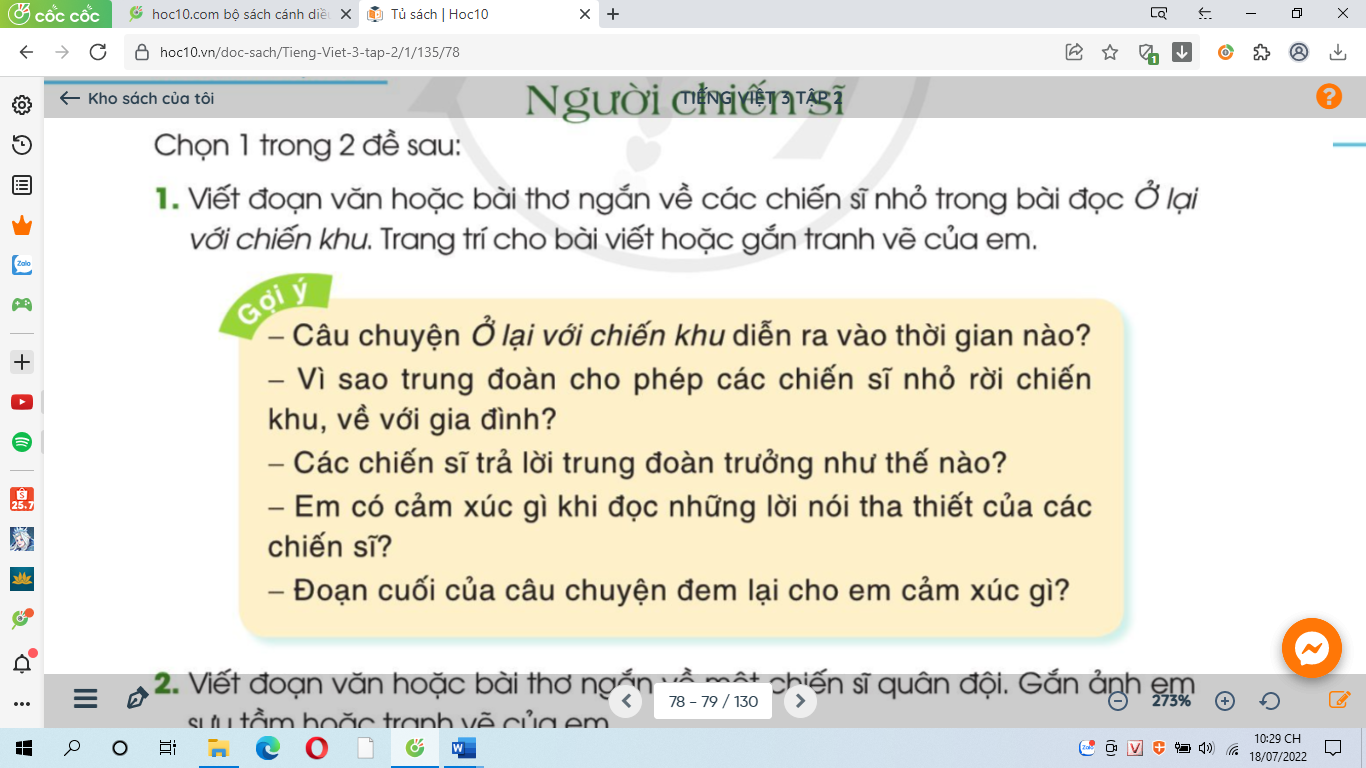 cốc cốc
hoc10.com bộ sách cánh diều
Tủ sách | Hoc10
hoc10.vn/doc-sach/Tieng-Viet-3-tap-2/1/135/78
1
Kho sách của tôi
TIẾNG VIỆT 3 TẬP 2
Người chiến sĩ
?
Chọn 1 trong 2 đề sau:
1. Viết đoạn văn hoặc bài thơ ngắn về các chiến sĩ nhỏ trong bài đọc Ở lại
với chiến khu. Trang trí cho bài viết hoặc gắn tranh vẽ của em.
Gợi ý
– Câu chuyện Ở lại với chiến khu diễn ra vào thời gian nào?
– Vì sao trung đoàn cho phép các chiến sĩ nhỏ rời chiến
khu, về với gia đình?
– Các chiến sĩ trả lời trung đoàn trưởng như thế nào?
– Em có cảm xúc gì khi đọc những lời nói tha thiết của các
chiến sĩ?
– Đoạn cuối của câu chuyện đem lại cho em cảm xúc gì?
2. Viết đoạn văn hoặc bài thơ ngắn về một chiến sĩ quân đội. Gắn ảnh em
sưu tầm hoặc tranh vẽ của em.
78 – 79 / 130
273%
Zalo
25.7
W
Zalo
V
10:29 CH
18/07/2022